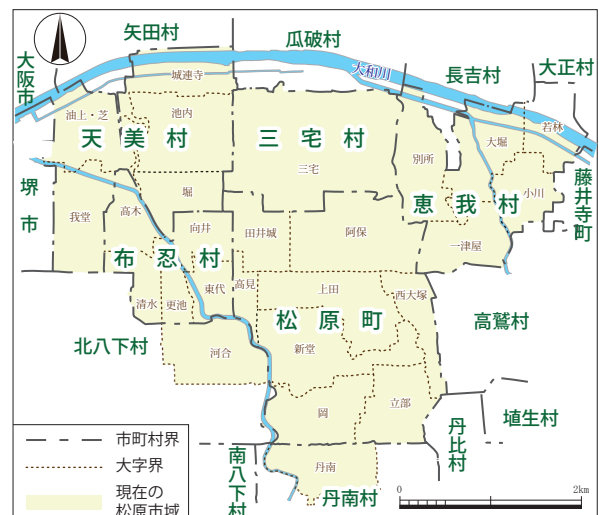 矢田村
瓜破村
大阪市
城連寺
大和川
長吉村
大正村
油上・芝
池内
天美村
三宅村
三宅
大堀
若林
別所
藤井寺町
堺市
我堂
高木
堀
向井
田井城
阿保
恵我村
小川
一津屋
布忍村
東代
高見
上田
西大塚
清水
更池
松原町
高鷲村
北八下村
河合
新堂
岡
立部
埴生村
丹比村
市町村界
大字界
現在の
松原市域
南八下村
丹南
丹南村
0
2km